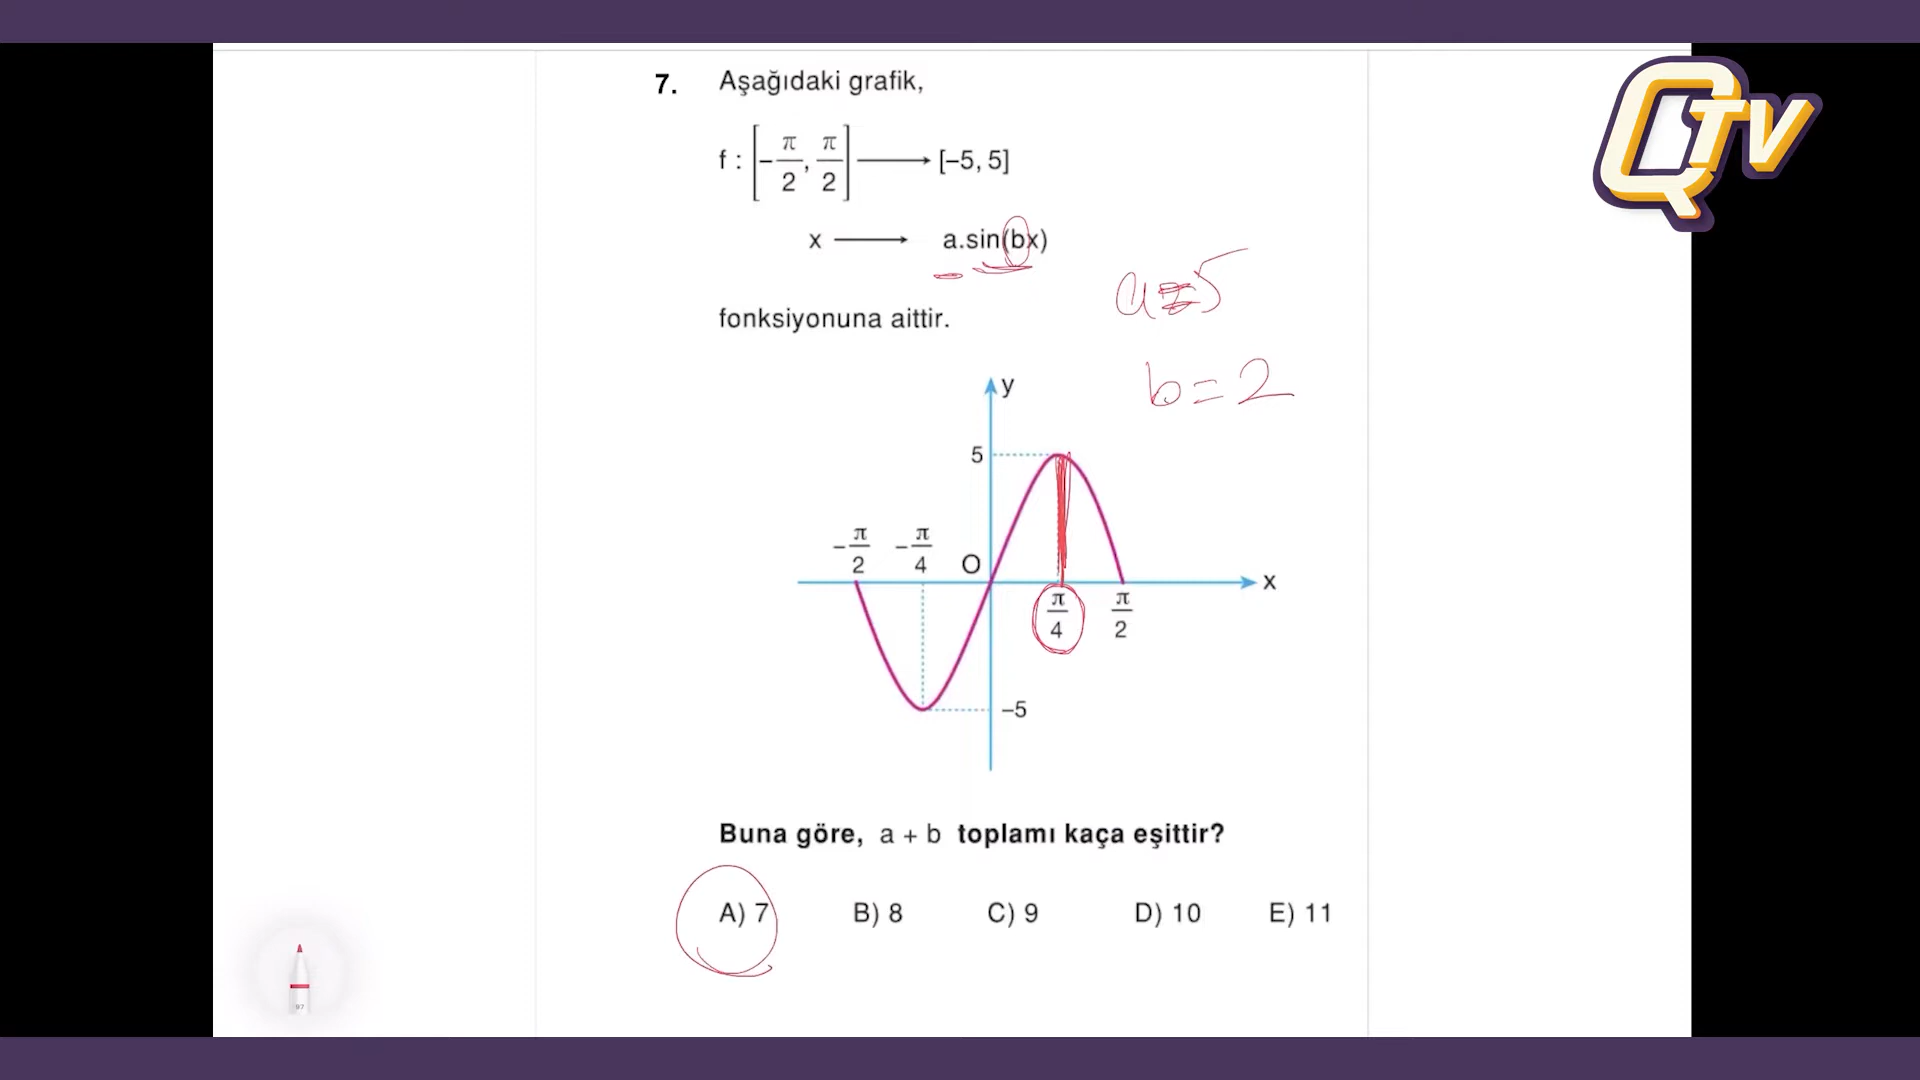 QTV
7. Aşağıdaki grafik,
f : [-π/2, π/2] ⟶ [–5, 5]
x ⟶ a.sin(bx)
a=5
fonksiyonuna aittir.
b=2
y
5
-π/2 -π/4 O
x
π/4 π/2
–5
Buna göre, a + b toplamı kaça eşittir?
A) 7 B) 8 C) 9 D) 10 E) 11
97